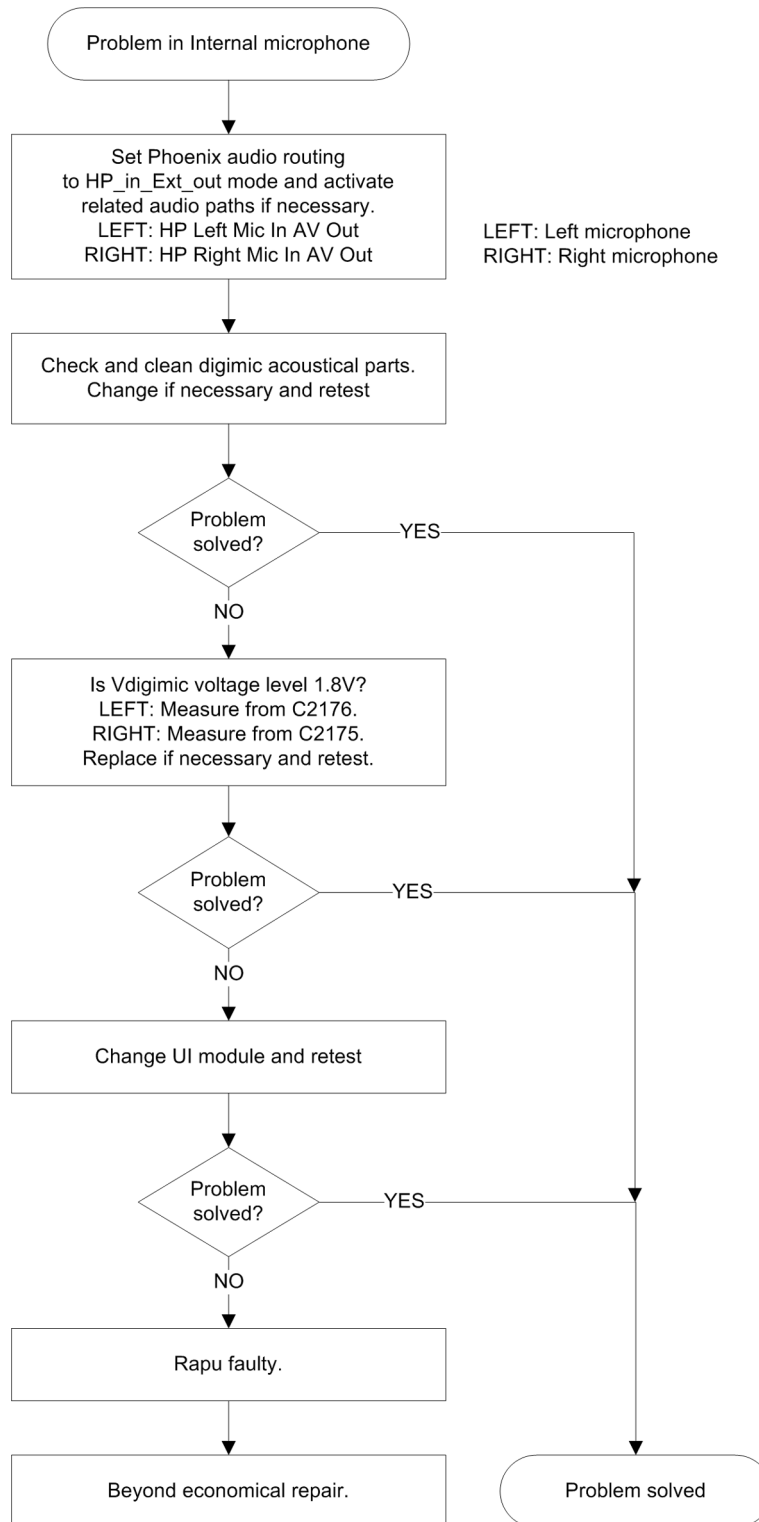 Problem in Internal microphone
Set Phoenix audio routing
to HP_in_Ext_out mode and activate
related audio paths if necessary.
LEFT: HP Left Mic In AV Out
RIGHT: HP Right Mic In AV Out
LEFT: Left microphone
RIGHT: Right microphone
Check and clean digimic acoustical parts.
Change if necessary and retest
Problem
solved?
YES
NO
Is Vdigimic voltage level 1.8V?
LEFT: Measure from C2176.
RIGHT: Measure from C2175.
Replace if necessary and retest.
Problem
solved?
YES
NO
Change UI module and retest
Problem
solved?
YES
NO
Rapu faulty.
Beyond economical repair.
Problem solved